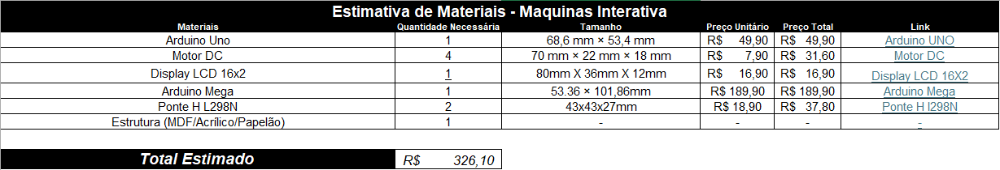 Estimativa de Materiais - Maquinas Interativa
Materiais Quantidade Necessária Tamanho Preço Unitário Preço Total Link
Arduino Uno 1 68,6 mm × 53,4 mm R$ 49,90 R$ 49,90 Arduino UNO
Motor DC 4 70 mm × 22 mm × 18 mm R$ 7,90 R$ 31,60 Motor DC
Display LCD 16x2 1 80mm X 36mm X 12mm R$ 16,90 R$ 16,90 Display LCD 16X2
Arduino Mega 1 53.36 × 101,86mm R$ 189,90 R$ 189,90 Arduino Mega
Ponte H L298N 2 43x43x27mm R$ 18,90 R$ 37,80 Ponte H l298N
Estrutura (MDF/Acrílico/Papelão) 1 - - - -
Total Estimado R$ 326,10